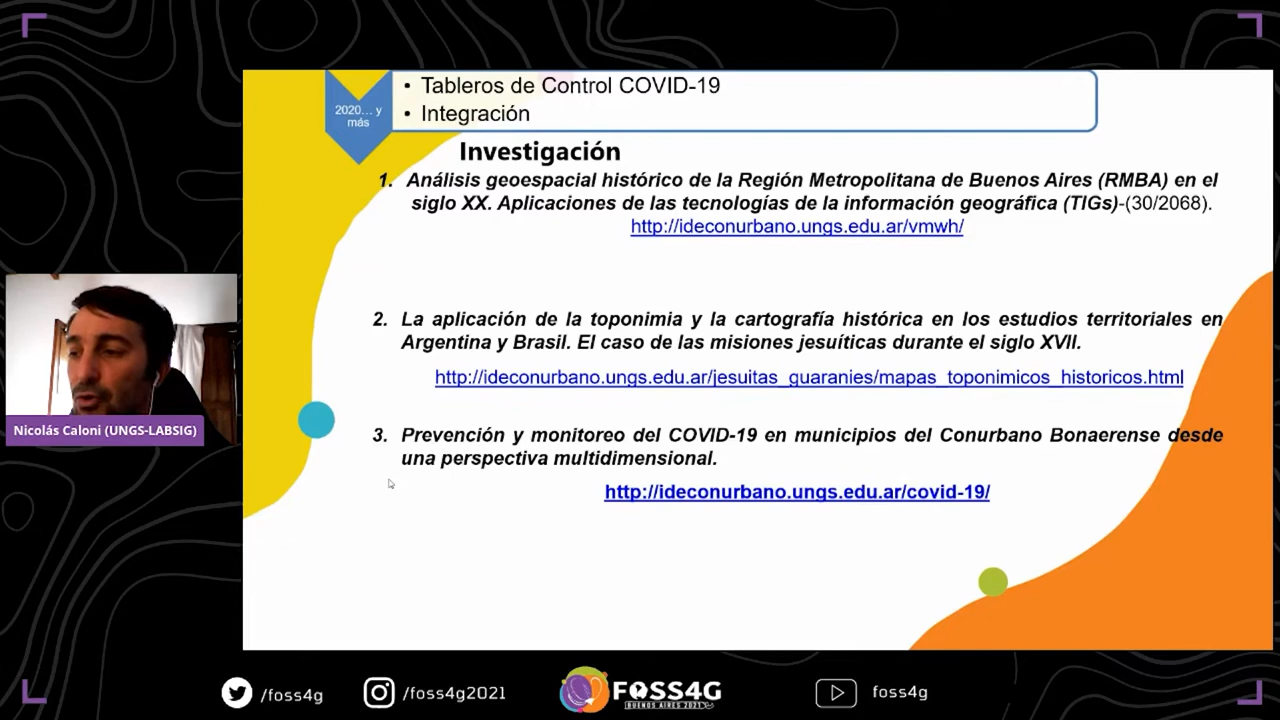 2020... y
más
• Tableros de Control COVID-19
• Integración
Investigación
1. Análisis geoespacial histórico de la Región Metropolitana de Buenos Aires (RMBA) en el
siglo XX. Aplicaciones de las tecnologías de la información geográfica (TIGs)-(30/2068).
http://ideconurbano.ungs.edu.ar/vmwh/
2. La aplicación de la toponimia y la cartografía histórica en los estudios territoriales en
Argentina y Brasil. El caso de las misiones jesuíticas durante el siglo XVII.
http://ideconurbano.ungs.edu.ar/jesuitas_guaranies/mapas_toponimicos_historicos.html
3. Prevención y monitoreo del COVID-19 en municipios del Conurbano Bonaerense desde
una perspectiva multidimensional.
http://ideconurbano.ungs.edu.ar/covid-19/
Nicolás Caloni (UNGS-LABSIG)
/foss4g
/foss4g2021
FOSS4G
BUENOS AIRES 2021
foss4g